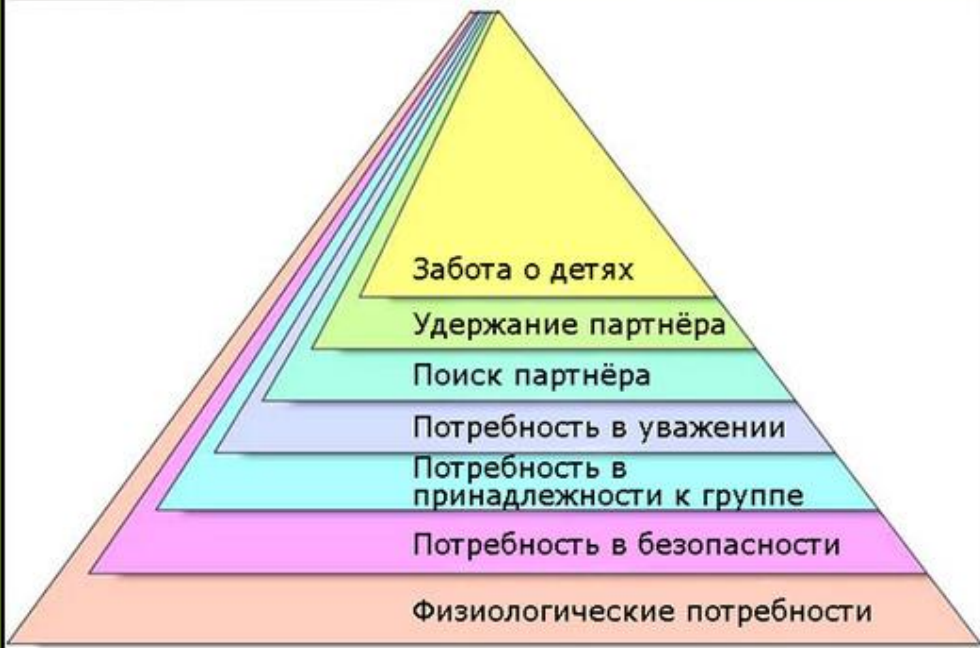 Забота о детях
Удержание партнёра
Поиск партнёра
Потребность в уважении
Потребность в
принадлежности к группе
Потребность в безопасности
Физиологические потребности